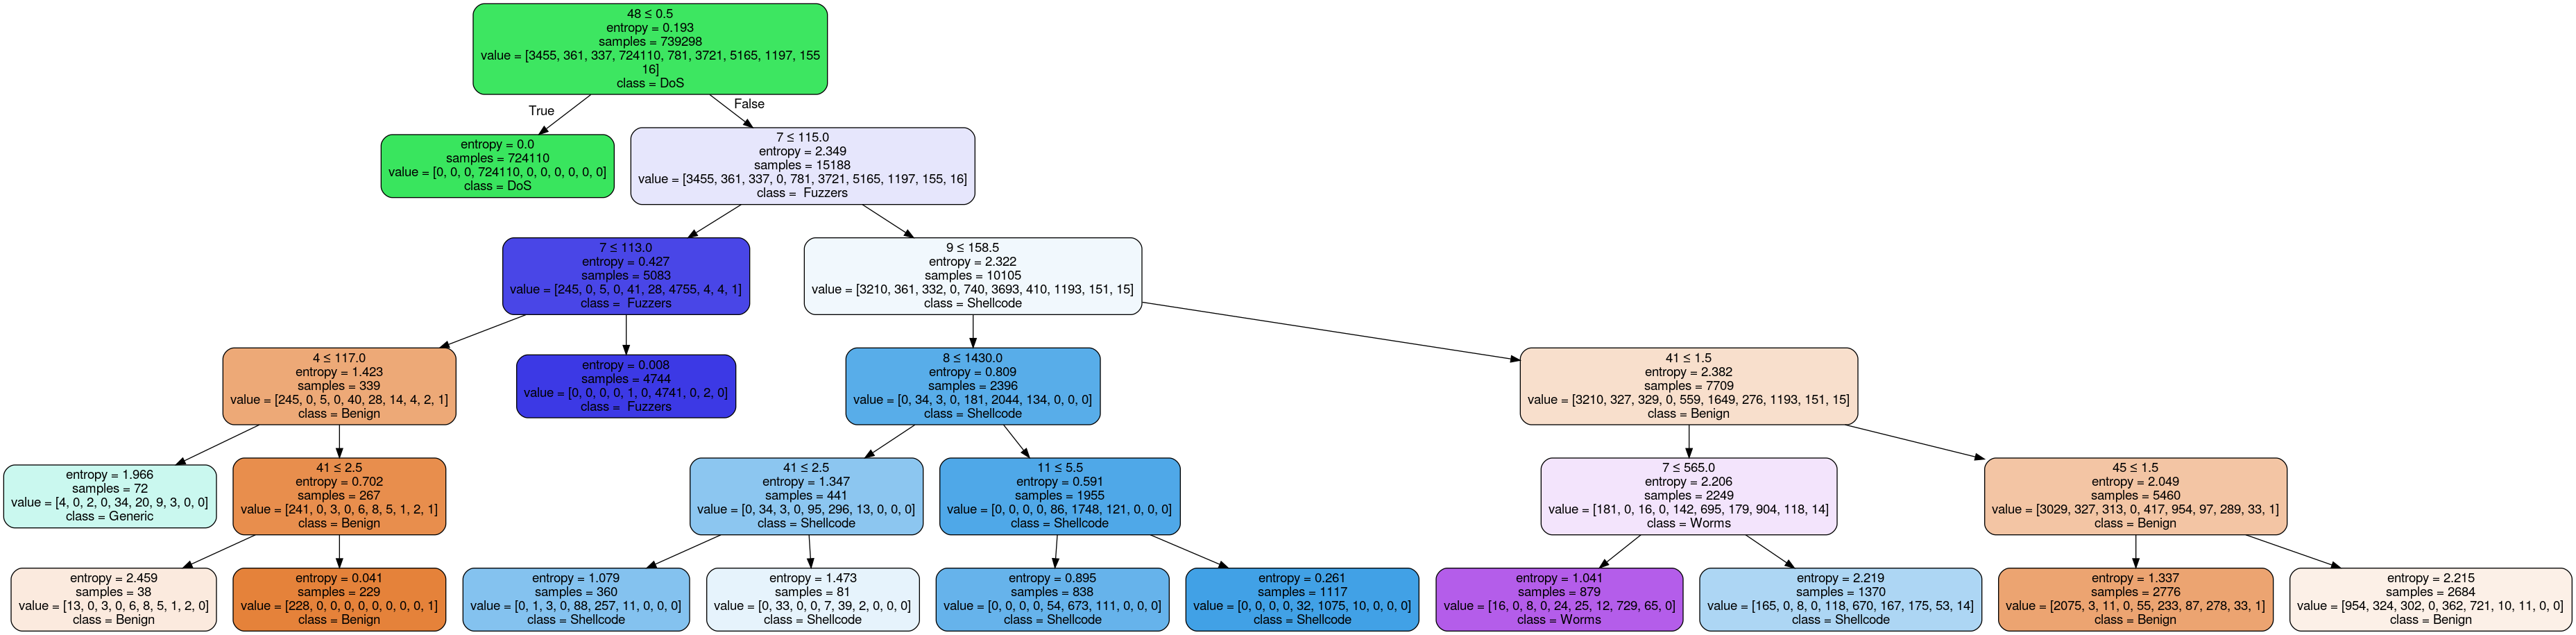 48 ≤ 0.5
entropy = 0.193
samples = 739298
value = [3455, 361, 337, 724110, 781, 3721, 5165, 1197, 155
16]
class = DoS
True
False
entropy = 0.0
samples = 724110
value = [0, 0, 0, 724110, 0, 0, 0, 0, 0, 0]
class = DoS
7 ≤ 115.0
entropy = 2.349
samples = 15188
value = [3455, 361, 337, 0, 781, 3721, 5165, 1197, 155, 16]
class =  Fuzzers
7 ≤ 113.0
entropy = 0.427
samples = 5083
value = [245, 0, 5, 0, 41, 28, 4755, 4, 4, 1]
class =  Fuzzers
9 ≤ 158.5
entropy = 2.322
samples = 10105
value = [3210, 361, 332, 0, 740, 3693, 410, 1193, 151, 15]
class = Shellcode
4 ≤ 117.0
entropy = 1.423
samples = 339
value = [245, 0, 5, 0, 40, 28, 14, 4, 2, 1]
class = Benign
entropy = 0.008
samples = 4744
value = [0, 0, 0, 0, 1, 0, 4741, 0, 2, 0]
class =  Fuzzers
8 ≤ 1430.0
entropy = 0.809
samples = 2396
value = [0, 34, 3, 0, 181, 2044, 134, 0, 0, 0]
class = Shellcode
41 ≤ 1.5
entropy = 2.382
samples = 7709
value = [3210, 327, 329, 0, 559, 1649, 276, 1193, 151, 15]
class = Benign
entropy = 1.966
samples = 72
value = [4, 0, 2, 0, 34, 20, 9, 3, 0, 0]
class = Generic
41 ≤ 2.5
entropy = 0.702
samples = 267
value = [241, 0, 3, 0, 6, 8, 5, 1, 2, 1]
class = Benign
41 ≤ 2.5
entropy = 1.347
samples = 441
value = [0, 34, 3, 0, 95, 296, 13, 0, 0, 0]
class = Shellcode
11 ≤ 5.5
entropy = 0.591
samples = 1955
value = [0, 0, 0, 0, 86, 1748, 121, 0, 0, 0]
class = Shellcode
7 ≤ 565.0
entropy = 2.206
samples = 2249
value = [181, 0, 16, 0, 142, 695, 179, 904, 118, 14]
class = Worms
45 ≤ 1.5
entropy = 2.049
samples = 5460
value = [3029, 327, 313, 0, 417, 954, 97, 289, 33, 1]
class = Benign
entropy = 2.459
samples = 38
value = [13, 0, 3, 0, 6, 8, 5, 1, 2, 0]
class = Benign
entropy = 0.041
samples = 229
value = [228, 0, 0, 0, 0, 0, 0, 0, 0, 1]
class = Benign
entropy = 1.079
samples = 360
value = [0, 1, 3, 0, 88, 257, 11, 0, 0, 0]
class = Shellcode
entropy = 1.473
samples = 81
value = [0, 33, 0, 0, 7, 39, 2, 0, 0, 0]
class = Shellcode
entropy = 0.895
samples = 838
value = [0, 0, 0, 0, 54, 673, 111, 0, 0, 0]
class = Shellcode
entropy = 0.261
samples = 1117
value = [0, 0, 0, 0, 32, 1075, 10, 0, 0, 0]
class = Shellcode
entropy = 1.041
samples = 879
value = [16, 0, 8, 0, 24, 25, 12, 729, 65, 0]
class = Worms
entropy = 2.219
samples = 1370
value = [165, 0, 8, 0, 118, 670, 167, 175, 53, 14]
class = Shellcode
entropy = 1.337
samples = 2776
value = [2075, 3, 11, 0, 55, 233, 87, 278, 33, 1]
class = Benign
entropy = 2.215
samples = 2684
value = [954, 324, 302, 0, 362, 721, 10, 11, 0, 0]
class = Benign